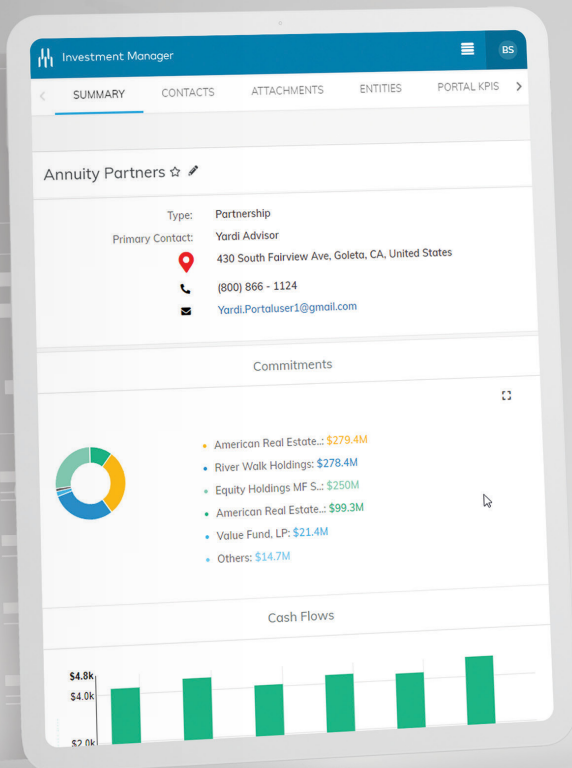 Investment Manager
BS
SUMMARY CONTACTS ATTACHMENTS ENTITIES PORTAL KPIS
Annuity Partners
Type: Partnership
Primary Contact: Yardi Advisor
430 South Fairview Ave, Goleta, CA, United States
(800) 866 - 1124
Yardi.Portaluser1@gmail.com
Commitments
American Real Estate..: $279.4M
River Walk Holdings: $278.4M
Equity Holdings MF S..: $250M
American Real Estate..: $99.3M
Value Fund, LP: $21.4M
Others: $14.7M
Cash Flows
$4.8k
$4.0k
$2.0k